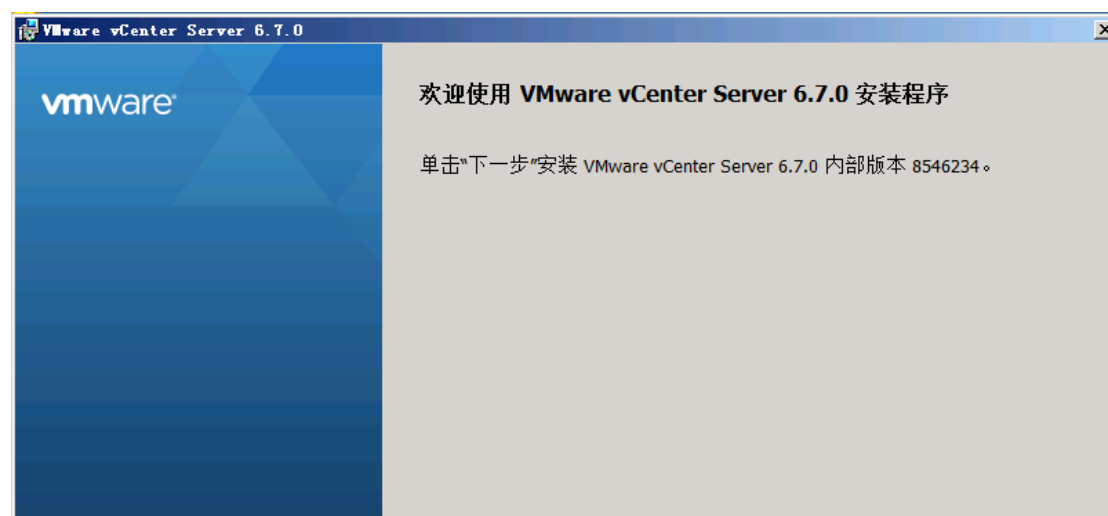 VMware vCenter Server 6.7.0
vmware®
欢迎使用 VMware vCenter Server 6.7.0 安装程序
单击“下一步”安装 VMware vCenter Server 6.7.0 内部版本 8546234。